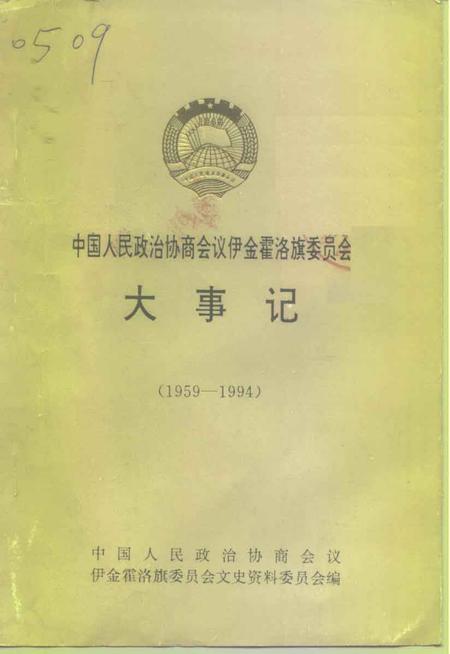 0509
中国人民政治协商会议伊金霍洛旗委员会
大事记
(1959—1994)
中国人民政治协商会议
伊金霍洛旗委员会文史资料委员会编